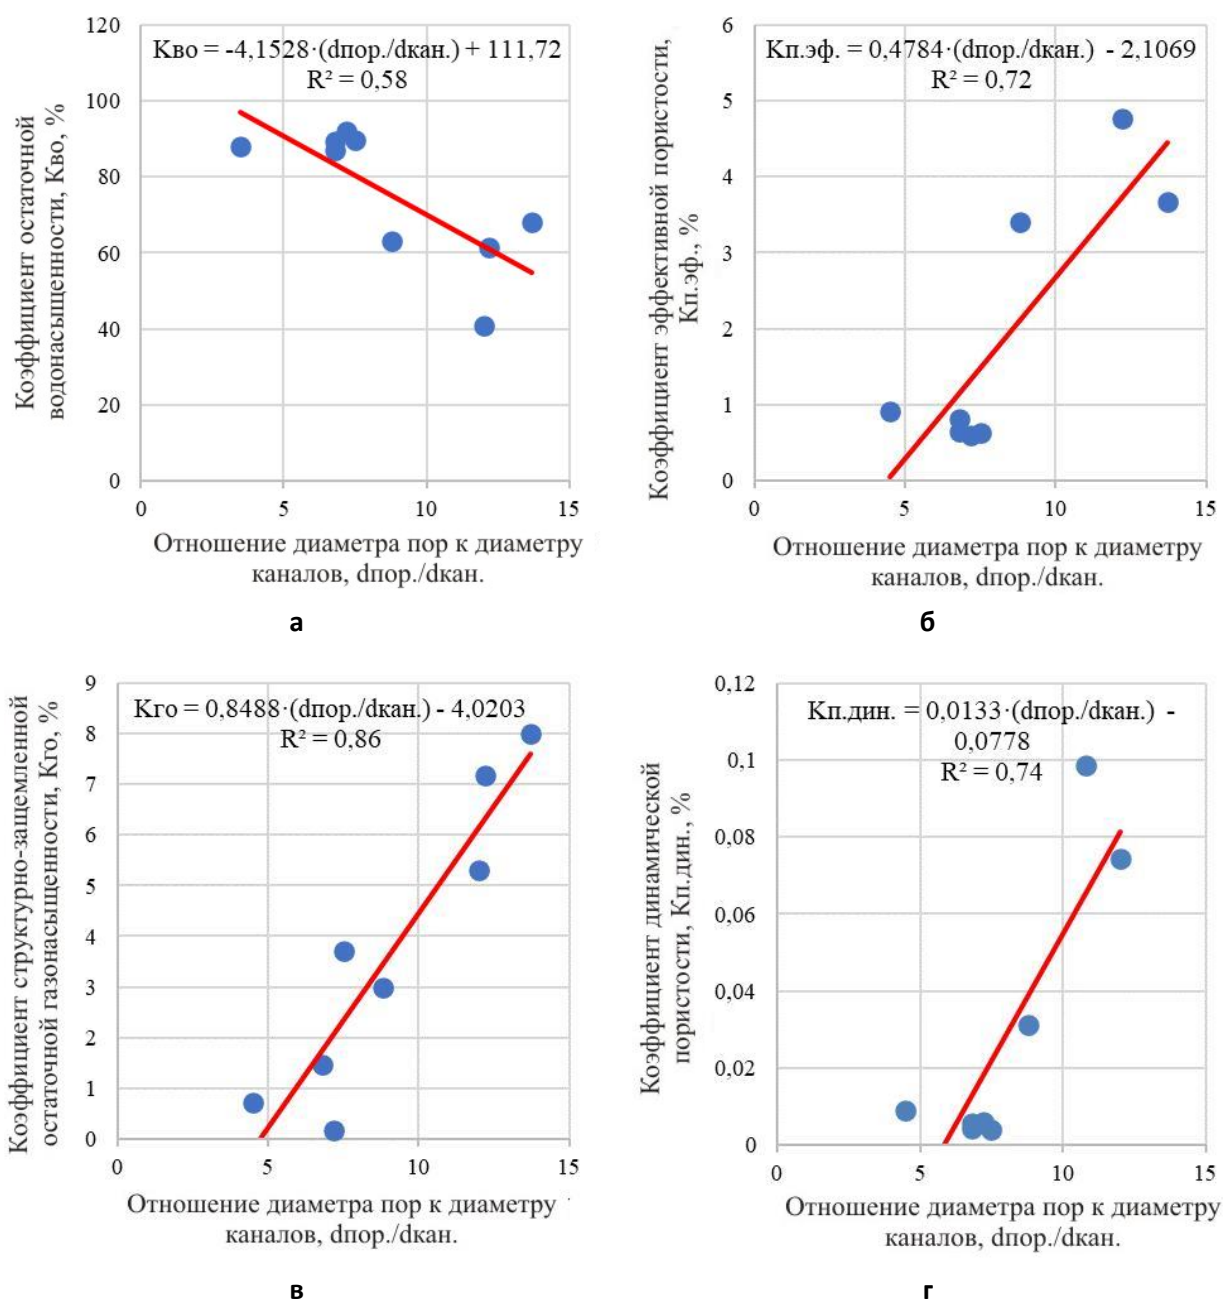 Kво = -4,1528·(dпор./dкан.) + 111,72
R² = 0,58
120
100
80
60
40
20
0
0 5 10 15
Коэффициент остаточной
водонасыщенности, Кво, %
Отношение диаметра пор к диаметру
каналов, dпор./dкан.
а
Kп.эф. = 0,4784·(dпор./dкан.) - 2,1069
R² = 0,72
6
5
4
3
2
1
0
0 5 10 15
Коэффициент эффективной пористости,
Кп.эф., %
Отношение диаметра пор к диаметру
каналов, dпор./dкан.
б
Kго = 0,8488·(dпор./dкан.) - 4,0203
R² = 0,86
9
8
7
6
5
4
3
2
1
0
0 5 10 15
Коэффициент структурно-защемленной
остаточной газонасыщенности, Кго, %
Отношение диаметра пор к диаметру
каналов, dпор./dкан.
в
Kп.дин. = 0,0133·(dпор./dкан.) -
0,0778
R² = 0,74
0,12
0,1
0,08
0,06
0,04
0,02
0
0 5 10 15
Коэффициент динамической
пористости, Кп.дин., %
Отношение диаметра пор к диаметру
каналов, dпор./dкан.
г